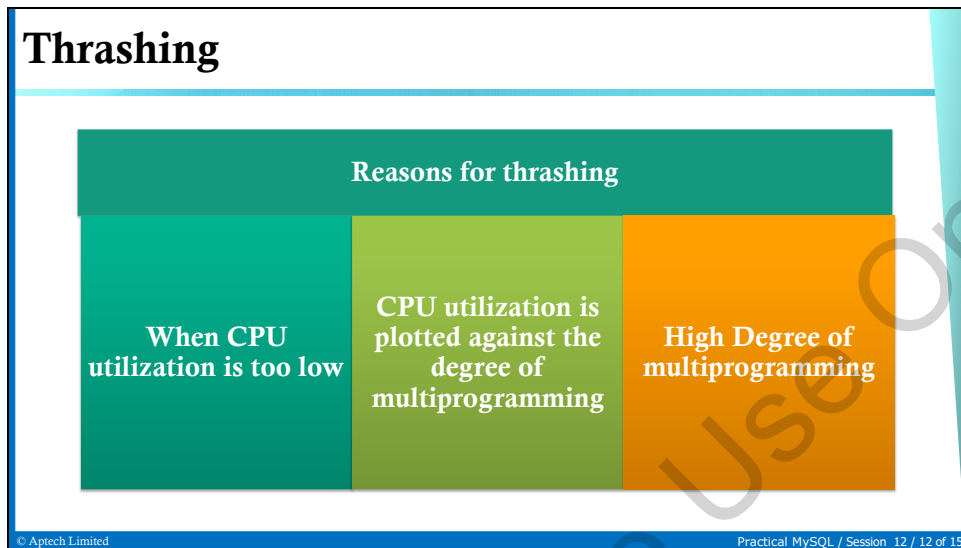 Thrashing
Reasons for thrashing
When CPU
utilization is too low
CPU utilization is
plotted against the
degree of
multiprogramming
High Degree of
multiprogramming
Use
© Aptech Limited
Practical MySQL / Session 12 / 12 of 15